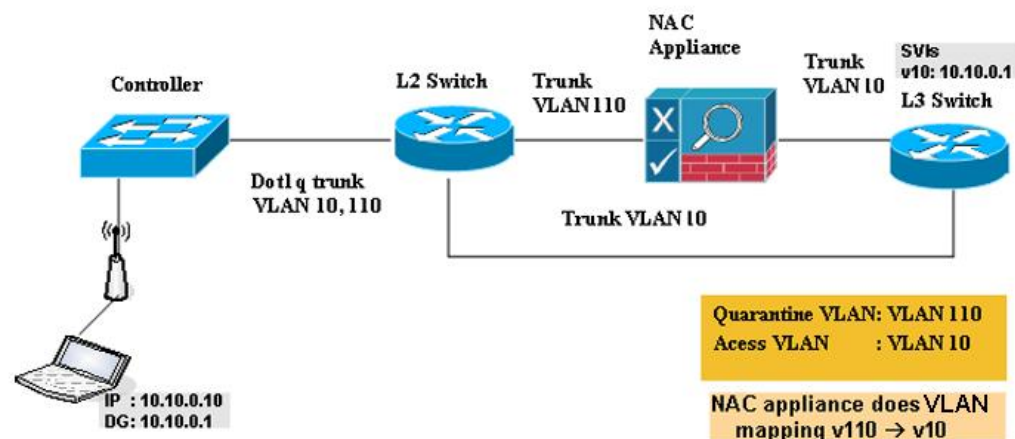 NAC
Appliance
SVIs
v10: 10.10.0.1
Controller
L2 Switch
Trunk
VLAN 110
Trunk
VLAN 10
L3 Switch
Dot1q trunk
VLAN 10, 110
Trunk VLAN 10
IP : 10.10.0.10
DG: 10.10.0.1
Quarantine VLAN: VLAN 110
Acess VLAN : VLAN 10
NAC appliance does VLAN
mapping v110 → v10